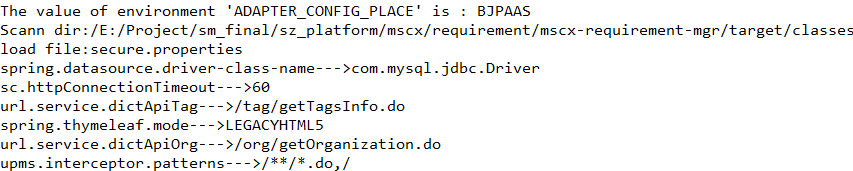 The value of environment 'ADAPTER_CONFIG_PLACE' is : BJPAAS
Scann dir:/E:/Project/sm_final/sz_platform/mscx/requirement/mscx-requirement-mgr/target/classes
load file:secure.properties
spring.datasource.driver-class-name--->com.mysql.jdbc.Driver
sc.httpConnectionTimeout--->60
url.service.dictApiTag--->/tag/getTagsInfo.do
spring.thymeleaf.mode--->LEGACYHTML5
url.service.dictApiOrg--->/org/getOrganization.do
upms.interceptor.patterns--->/**/*.do,/